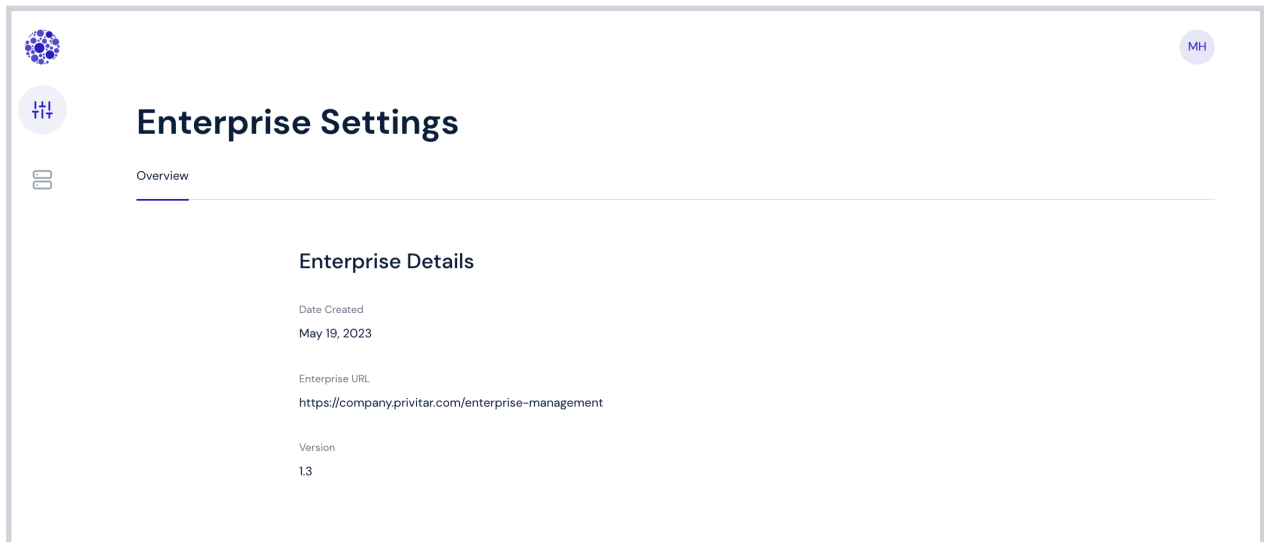 MH
Enterprise Settings
Overview
Enterprise Details
Date Created
May 19, 2023
Enterprise URL
https://company.privitar.com/enterprise-management
Version
1.3